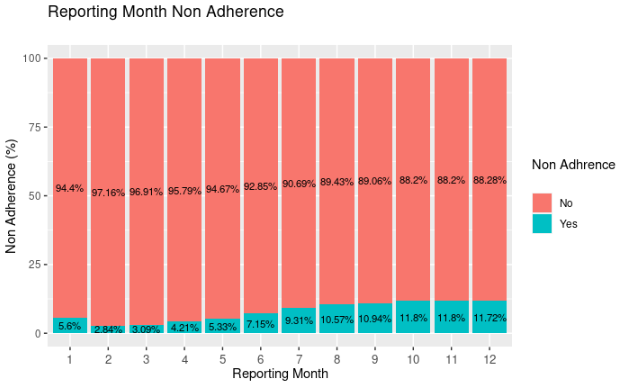 Reporting Month Non Adherence
100
75
50
25
0
Non Adherence (%)
94.4% 97.16% 96.91% 95.79% 94.67% 92.85% 90.69% 89.43% 89.06% 88.2% 88.2% 88.28%
5.6% 2.84% 3.09% 4.21% 5.33% 7.15% 9.31% 10.57% 10.94% 11.8% 11.8% 11.72%
1 2 3 4 5 6 7 8 9 10 11 12
Reporting Month
Non Adhrence
No
Yes